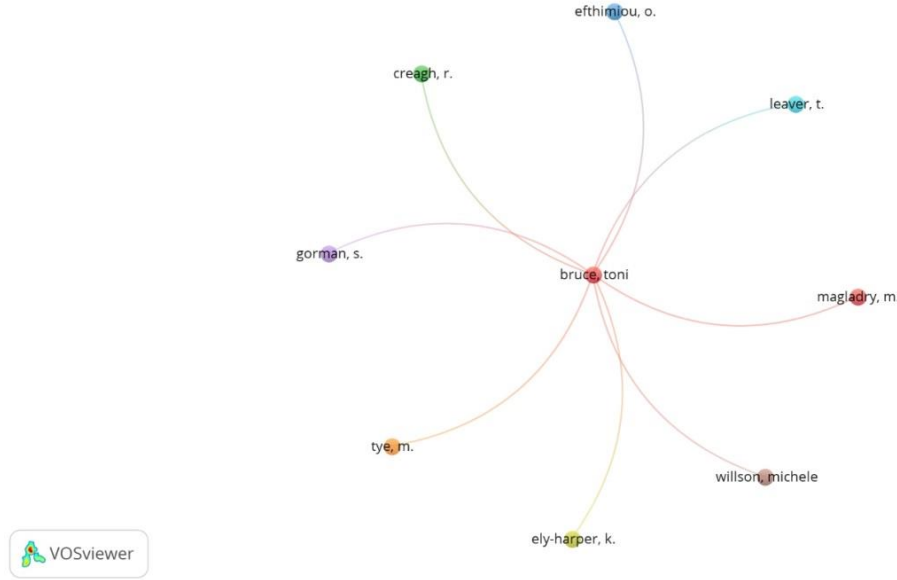 efthimiou, o.
creagh, r.
leaver, t.
gorman, s.
bruce, toni
magladry, m
tye, m.
willson, michele
ely-harper, k.
VOSviewer